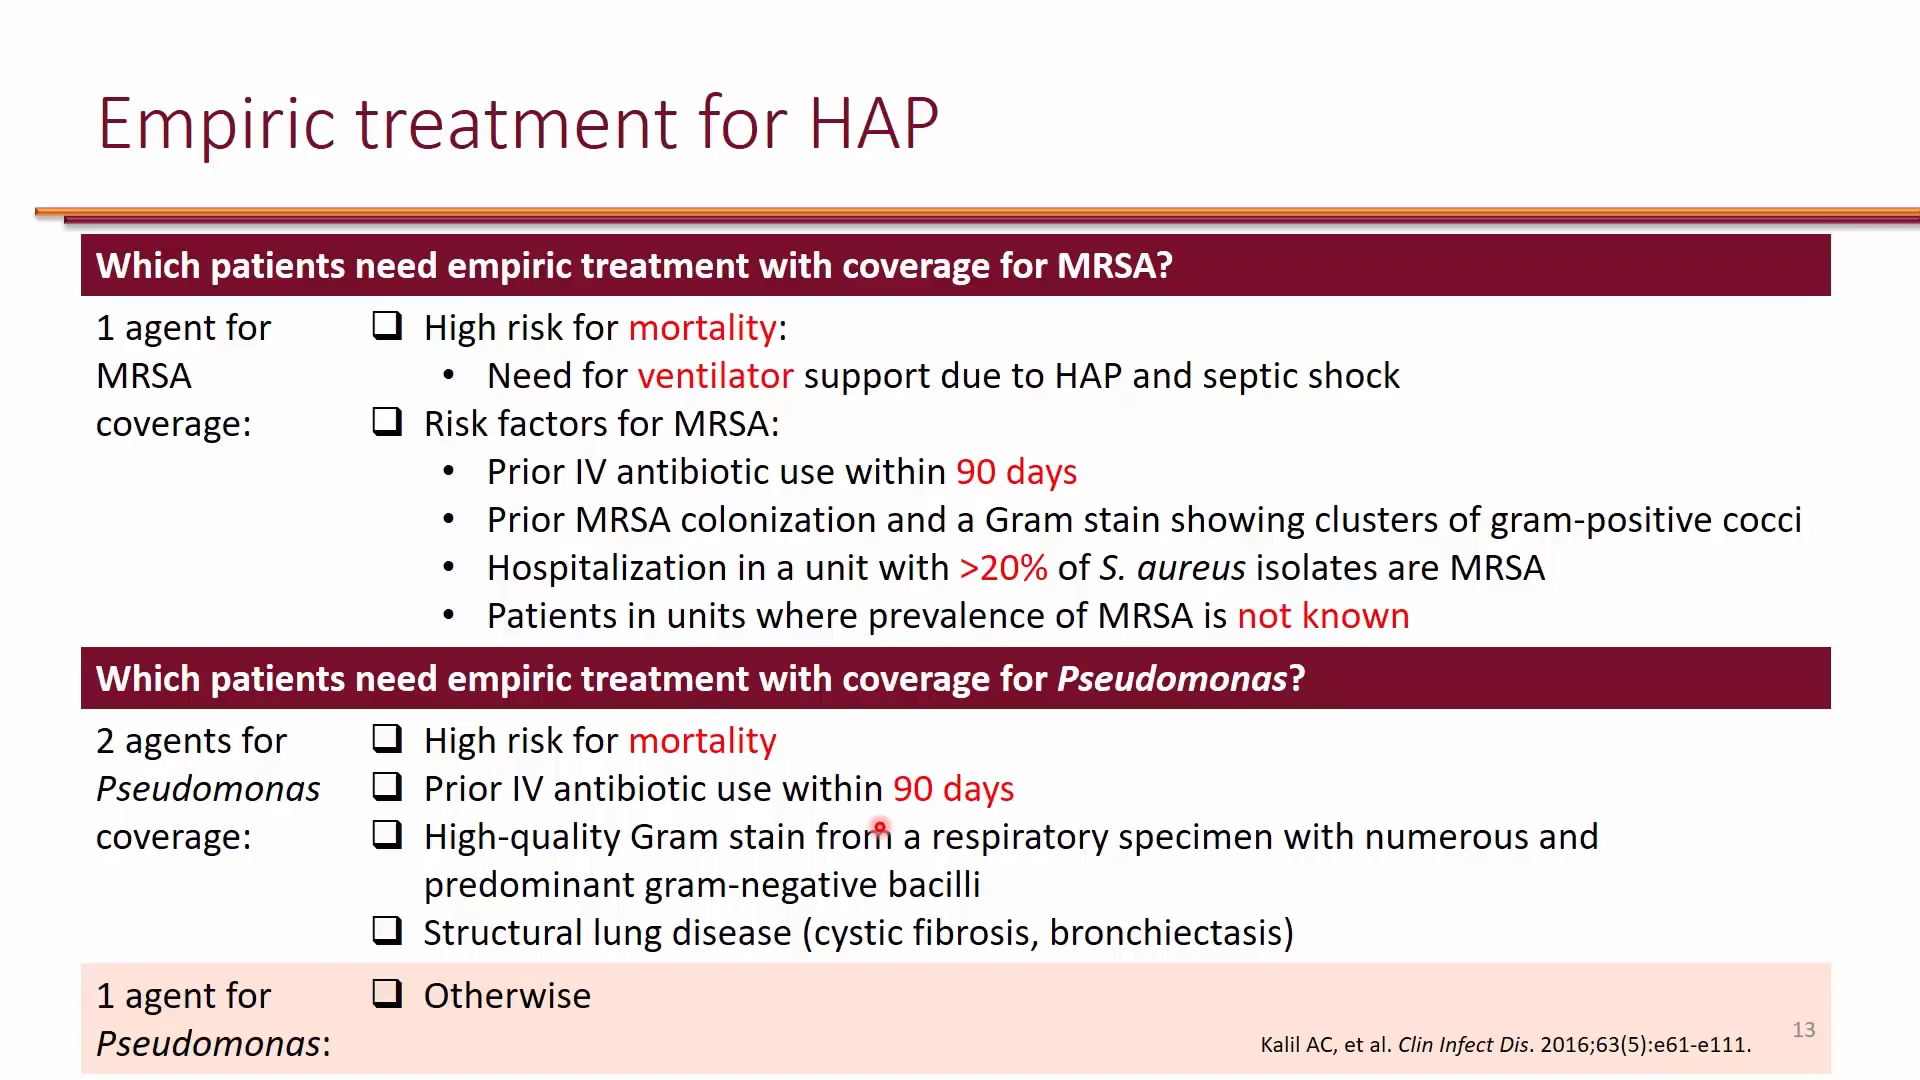 Empiric treatment for HAP
Which patients need empiric treatment with coverage for MRSA?
1 agent for
MRSA
coverage:
❑ High risk for mortality:
• Need for ventilator support due to HAP and septic shock
❑ Risk factors for MRSA:
• Prior IV antibiotic use within 90 days
• Prior MRSA colonization and a Gram stain showing clusters of gram-positive cocci
• Hospitalization in a unit with >20% of S. aureus isolates are MRSA
• Patients in units where prevalence of MRSA is not known
Which patients need empiric treatment with coverage for Pseudomonas?
2 agents for
Pseudomonas
coverage:
❑ High risk for mortality
❑ Prior IV antibiotic use within 90 days
❑ High-quality Gram stain from a respiratory specimen with numerous and
predominant gram-negative bacilli
❑ Structural lung disease (cystic fibrosis, bronchiectasis)
1 agent for
Pseudomonas:
❑ Otherwise
Kalil AC, et al. Clin Infect Dis. 2016;63(5):e61-e111.
13